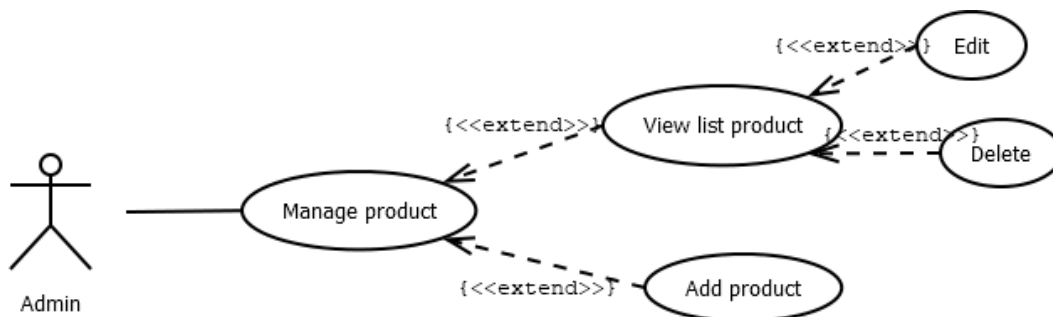 {<<extend>>}
Edit
{<<extend>>}
View list product
{<<extend>>}
Delete
Manage product
{<<extend>>}
Add product
Admin